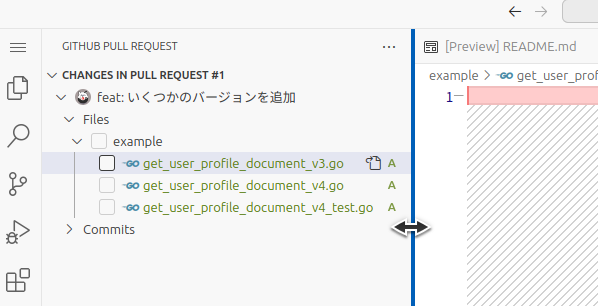 GITHUB PULL REQUEST
CHANGES IN PULL REQUEST #1
feat: いくつかのバージョンを追加
Files
example
get_user_profile_document_v3.go A
get_user_profile_document_v4.go A
get_user_profile_document_v4_test.go A
Commits
[Preview] README.md
example > get_user_prof
1